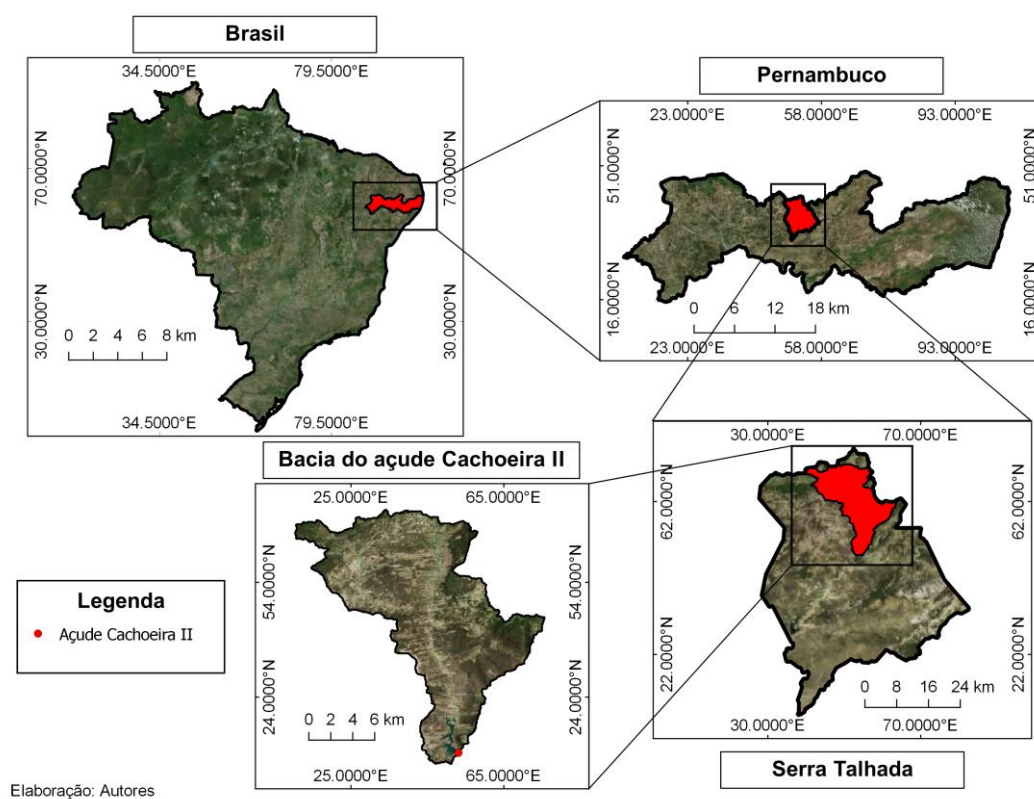 Brasil
34.5000°E 79.5000°E
70.0000°N 70.0000°N
30.0000°N 30.0000°N
0 2 4 6 8 km
34.5000°E 79.5000°E
Pernambuco
23.0000°E 58.0000°E 93.0000°E
51.0000°N 51.0000°N
16.0000°N 16.0000°N
0 6 12 18 km
23.0000°E 58.0000°E 93.0000°E
Bacia do açude Cachoeira II
25.0000°E 65.0000°E
54.0000°N 54.0000°N
24.0000°N 24.0000°N
0 2 4 6 km
25.0000°E 65.0000°E
30.0000°E 70.0000°E
62.0000°N 62.0000°N
22.0000°N 22.0000°N
0 8 16 24 km
30.0000°E 70.0000°E
Serra Talhada
Legenda
Açude Cachoeira II
Elaboração: Autores